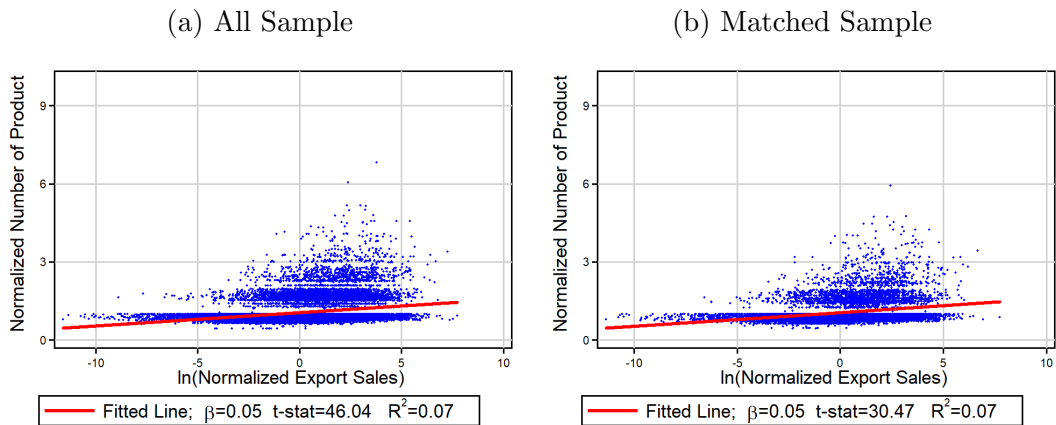 (a) All Sample
Normalized Number of Product
9
6
3
0
-10 -5 0 5 10
ln(Normalized Export Sales)
Fitted Line; β=0.05 t-stat=46.04 R²=0.07
(b) Matched Sample
Normalized Number of Product
9
6
3
0
-10 -5 0 5 10
ln(Normalized Export Sales)
Fitted Line; β=0.05 t-stat=30.47 R²=0.07